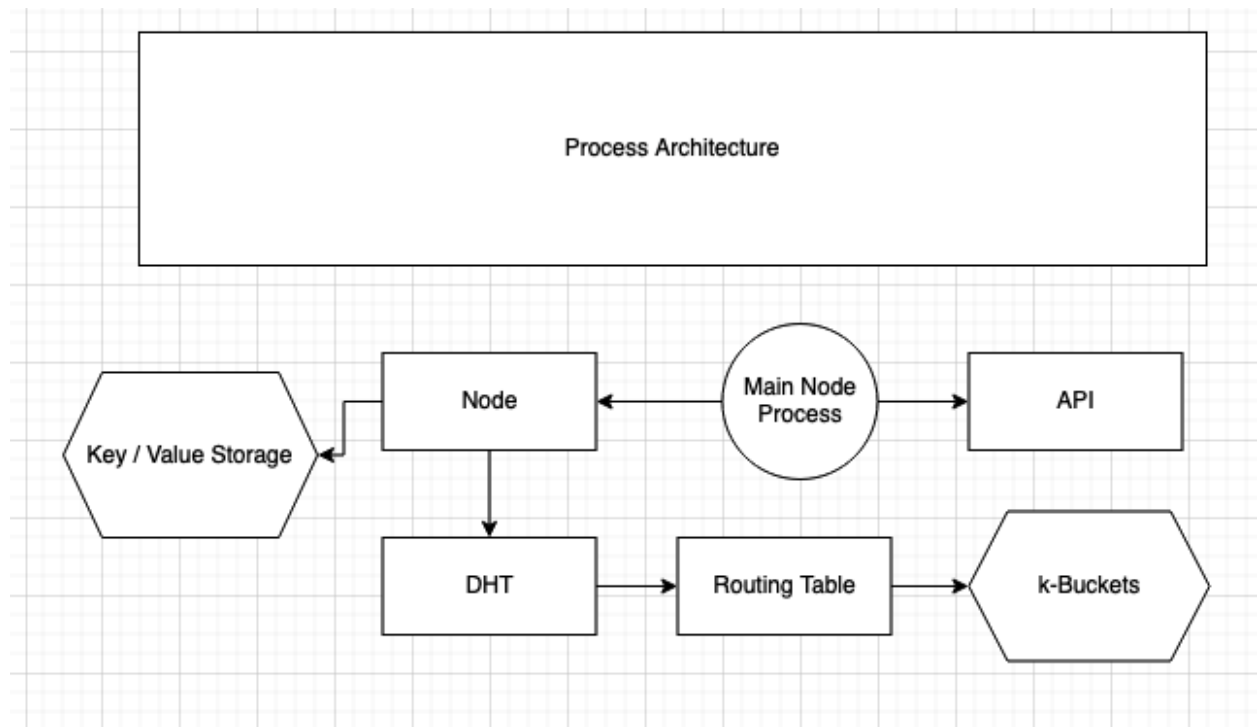 Process Architecture
Node
Main Node
Process
API
Key / Value Storage
DHT
Routing Table
k-Buckets